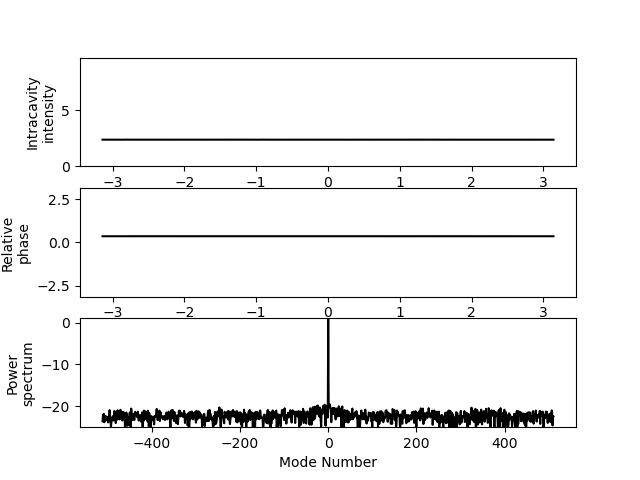 Intracavity
intensity
5
0
−3 −2 −1 0 1 2 3
Relative
phase
2.5
0.0
−2.5
−3 −2 −1 0 1 2 3
Power
spectrum
0
−10
−20
−400 −200 0 200 400
Mode Number